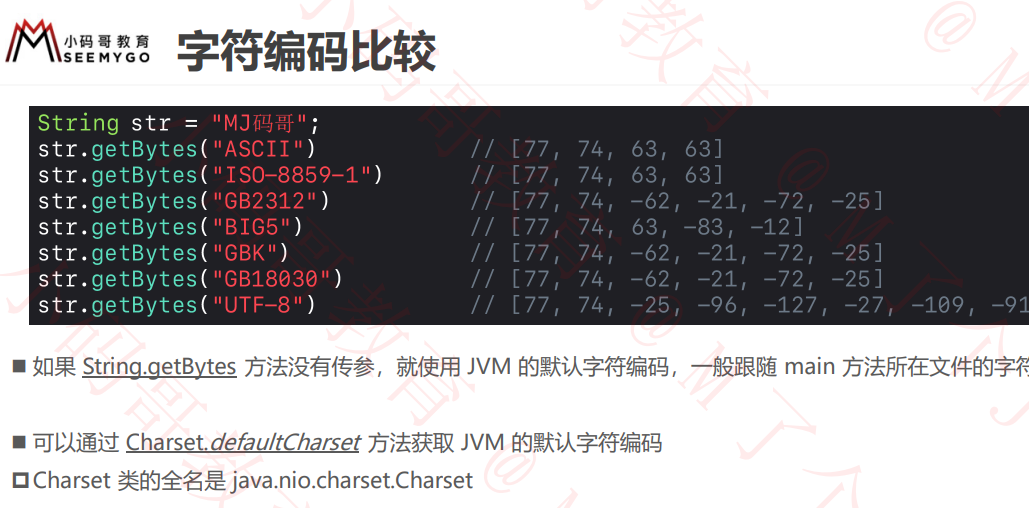 小码哥教育
SEEMYGO
字符编码比较
String str = "MJ码哥";
str.getBytes("ASCII") // [77, 74, 63, 63]
str.getBytes("ISO-8859-1") // [77, 74, 63, 63]
str.getBytes("GB2312") // [77, 74, -62, -21, -72, -25]
str.getBytes("BIG5") // [77, 74, 63, -83, -12]
str.getBytes("GBK") // [77, 74, -62, -21, -72, -25]
str.getBytes("GB18030") // [77, 74, -62, -21, -72, -25]
str.getBytes("UTF-8") // [77, 74, -25, -96, -127, -27, -109, -91
■ 如果 String.getBytes 方法没有传参，就使用 JVM 的默认字符编码，一般跟随 main 方法所在文件的字符
■ 可以通过 Charset.defaultCharset 方法获取 JVM 的默认字符编码
Charset 类的全名是 java.nio.charset.Charset